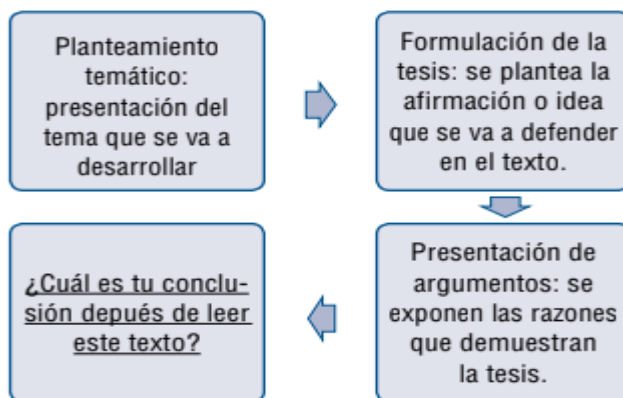 Planteamiento
temático:
presentación del
tema que se va a
desarrollar
Formulación de la
tesis: se plantea la
afirmación o idea
que se va a defender
en el texto.
Presentación de
argumentos: se
exponen las razones
que demuestran
la tesis.
¿Cuál es tu conclu-
sión depués de leer
este texto?